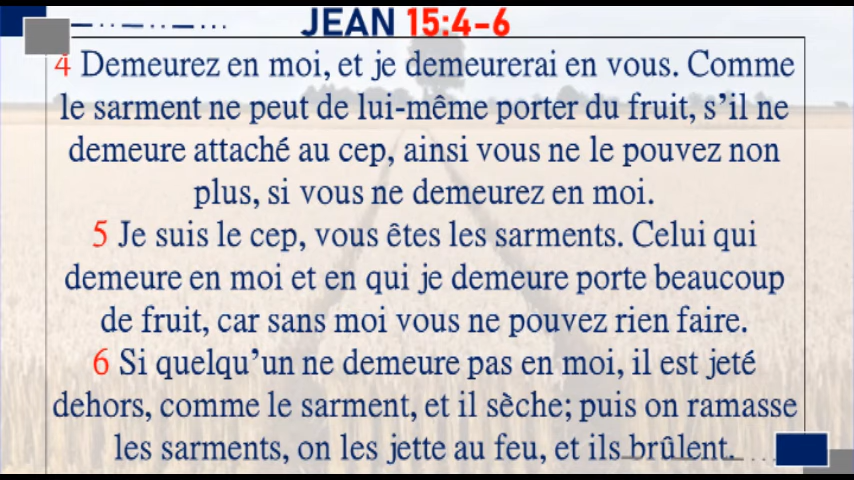 JEAN 15:4-6
4 Demeurez en moi, et je demeurerai en vous. Comme
le sarment ne peut de lui-même porter du fruit, s’il ne
demeure attaché au cep, ainsi vous ne le pouvez non
plus, si vous ne demeurez en moi.
5 Je suis le cep, vous êtes les sarments. Celui qui
demeure en moi et en qui je demeure porte beaucoup
de fruit, car sans moi vous ne pouvez rien faire.
6 Si quelqu’un ne demeure pas en moi, il est jeté
dehors, comme le sarment, et il sèche; puis on ramasse
les sarments, on les jette au feu, et ils brûlent.